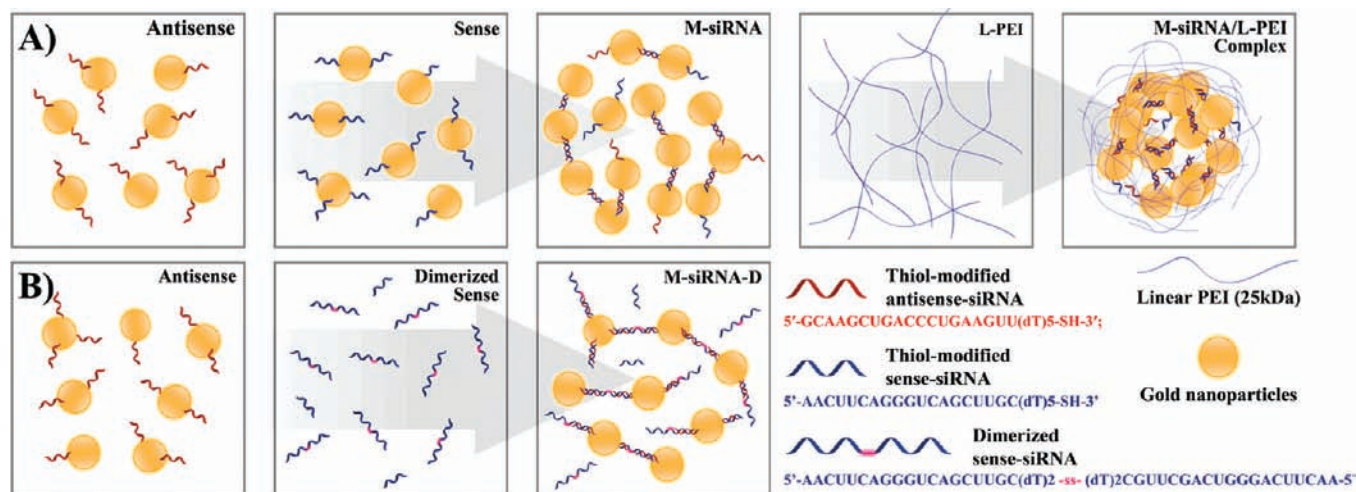 A)
Antisense
Sense
M-siRNA
L-PEI
M-siRNA/L-PEI
Complex
B)
Antisense
Dimerized
Sense
M-siRNA-D
Thiol-modified
antisense-siRNA
5'-GCAAGCUGACCCUGAAGUU(dT)5-SH-3';
Thiol-modified
sense-siRNA
5'-AACUUCAGGGUCAGCUUGC(dT)5-SH-3'
Dimerized
sense-siRNA
5'-AACUUCAGGGUCAGCUUGC(dT)2 -ss- (dT)2CGUUCGACUGGGACUUCAA-5'
Linear PEI (25kDa)
Gold nanoparticles